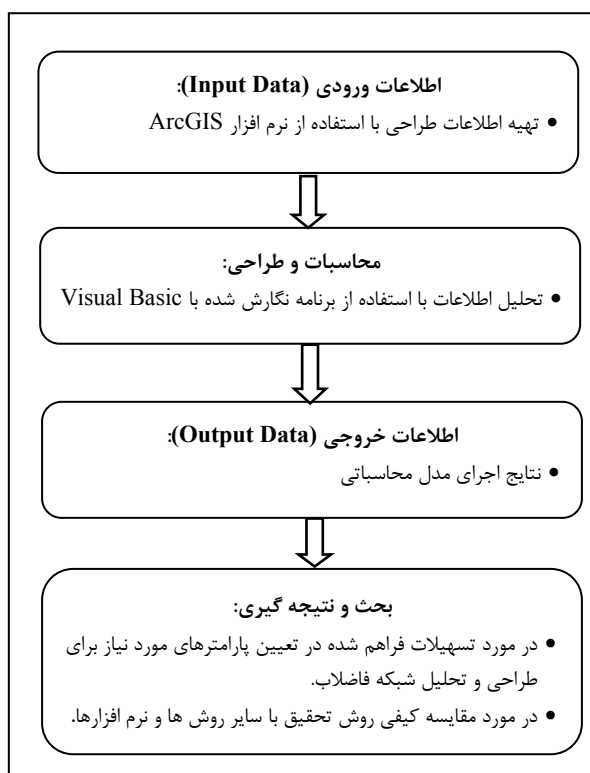 اطلاعات ورودی (Input Data):
• تهیه اطلاعات طراحی با استفاده از نرم افزار ArcGIS
محاسبات و طراحی:
• تحلیل اطلاعات با استفاده از برنامه نگارش شده با Visual Basic
اطلاعات خروجی (Output Data):
• نتایج اجرای مدل محاسباتی
بحث و نتیجه گیری:
• در مورد تسهیلات فراهم شده در تعیین پارامترهای مورد نیاز برای
طراحی و تحلیل شبکه فاضلاب.
• در مورد مقایسه کیفی روش تحقیق با سایر روش ها و نرم افزارها.